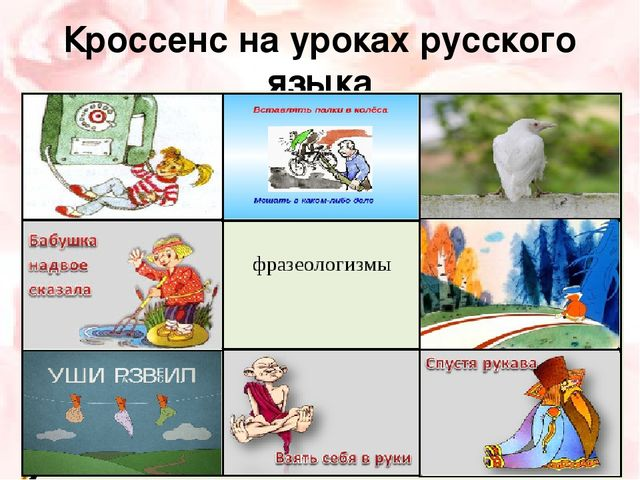 Кроссенс на уроках русского
языка
Вставлять палки в колёса
Мешать в каком-либо деле
Бабушка
надвое
сказала
фразеологизмы
УШИ РАЗВЕСИЛ
Взять себя в руки
Спустя рукава